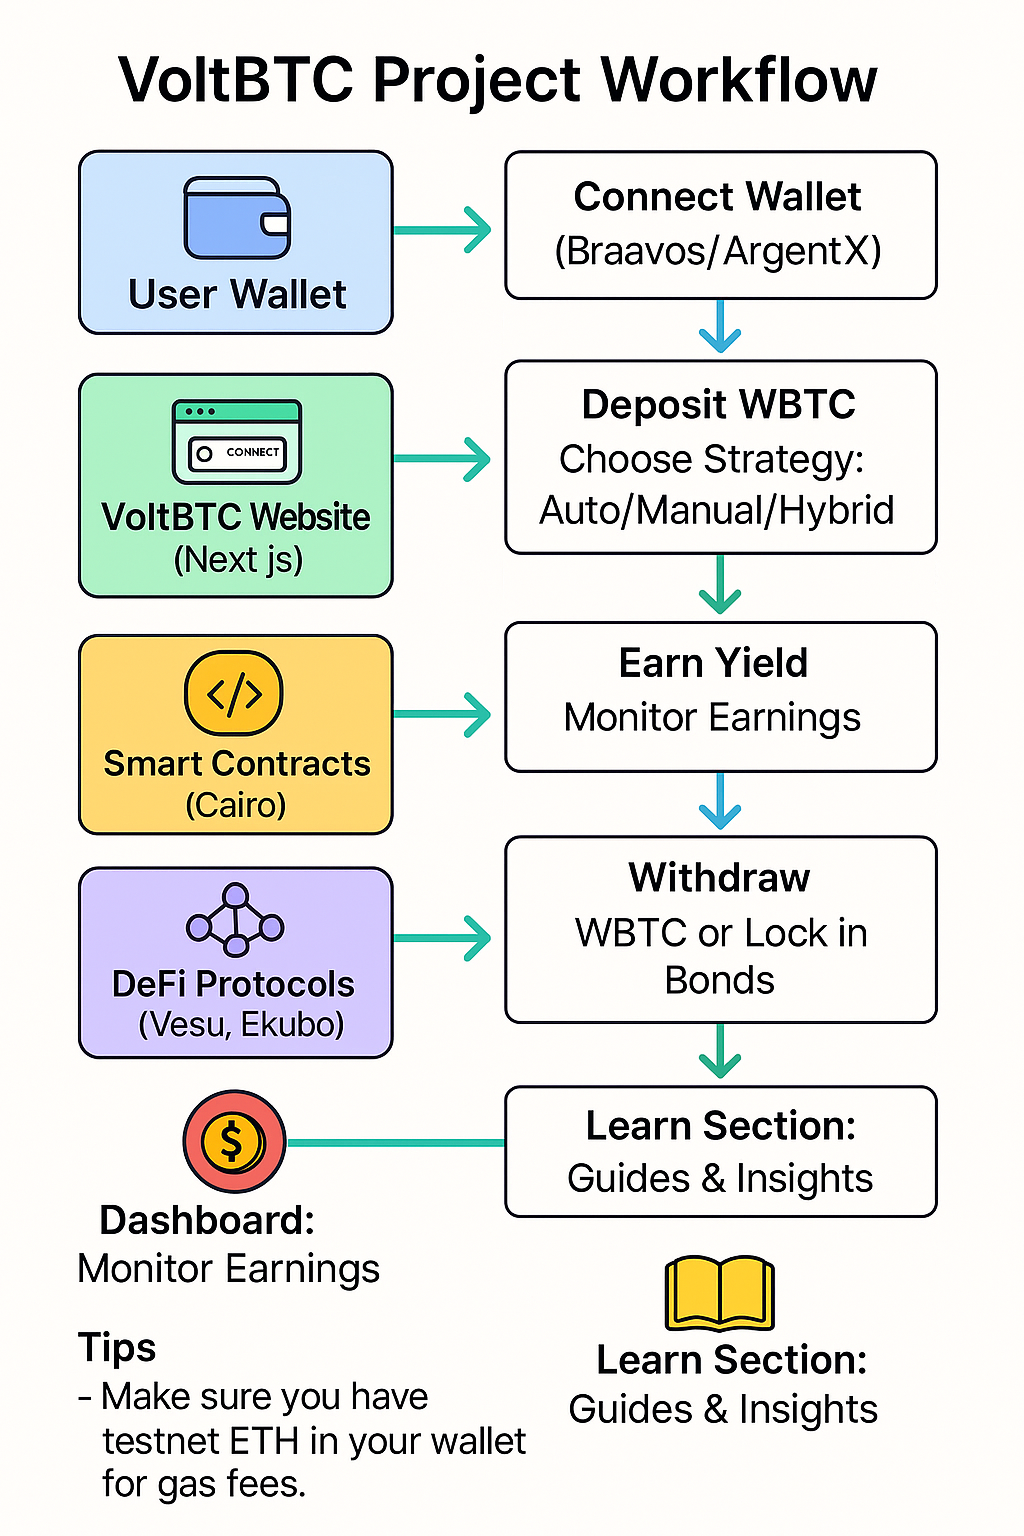 VoltBTC Project Workflow
User Wallet
Connect Wallet
(Braavos/ArgentX)
CONNECT
VoltBTC Website
(Next js)
Deposit WBTC
Choose Strategy:
Auto/Manual/Hybrid
</>
Smart Contracts
(Cairo)
Earn Yield
Monitor Earnings
DeFi Protocols
(Vesu, Ekubo)
Withdraw
WBTC or Lock in
Bonds
$
Dashboard:
Monitor Earnings
Learn Section:
Guides & Insights
Tips
- Make sure you have
testnet ETH in your wallet
for gas fees.
Learn Section:
Guides & Insights